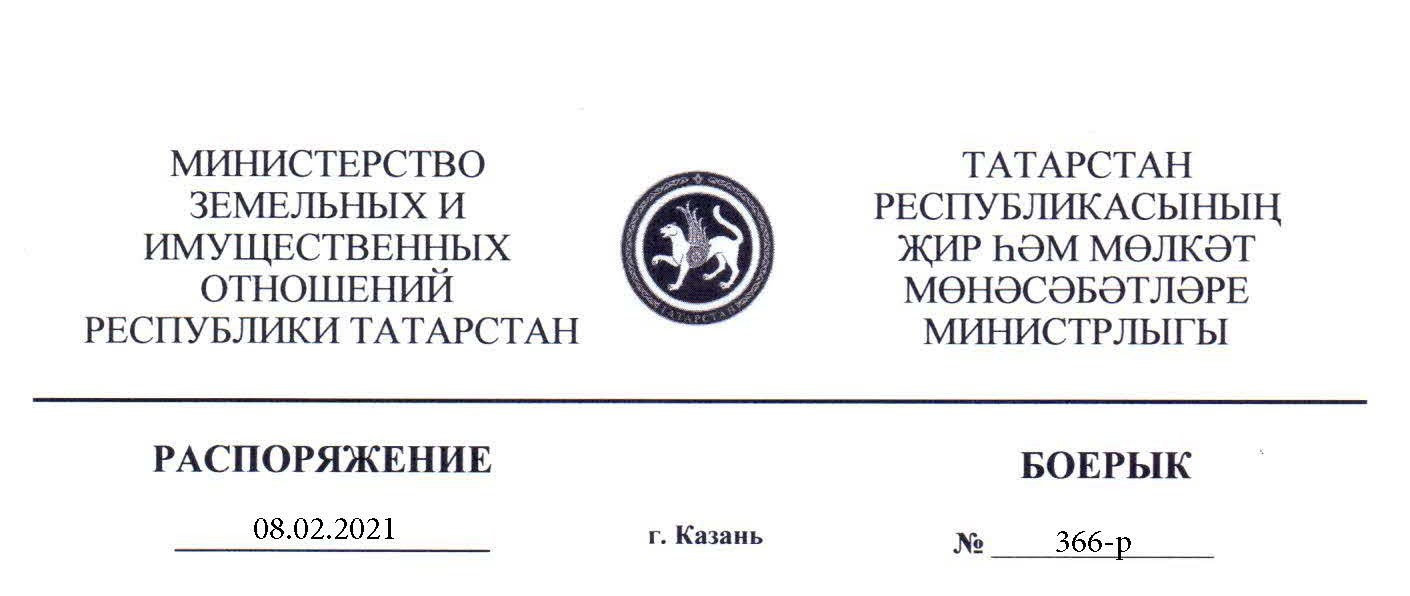 МИНИСТЕРСТВО
ЗЕМЕЛЬНЫХ И
ИМУЩЕСТВЕННЫХ
ОТНОШЕНИЙ
РЕСПУБЛИКИ ТАТАРСТАН
ТАТАРСТАН
ТАТАРСТАН
РЕСПУБЛИКАСЫНЫҢ
ҖИР ҺӘМ МӨЛКӘТ
МӨНӘСӘБӘТЛӘРЕ
МИНИСТРЛЫГЫ
РАСПОРЯЖЕНИЕ
БОЕРЫК
08.02.2021
г. Казань
№ 366-р